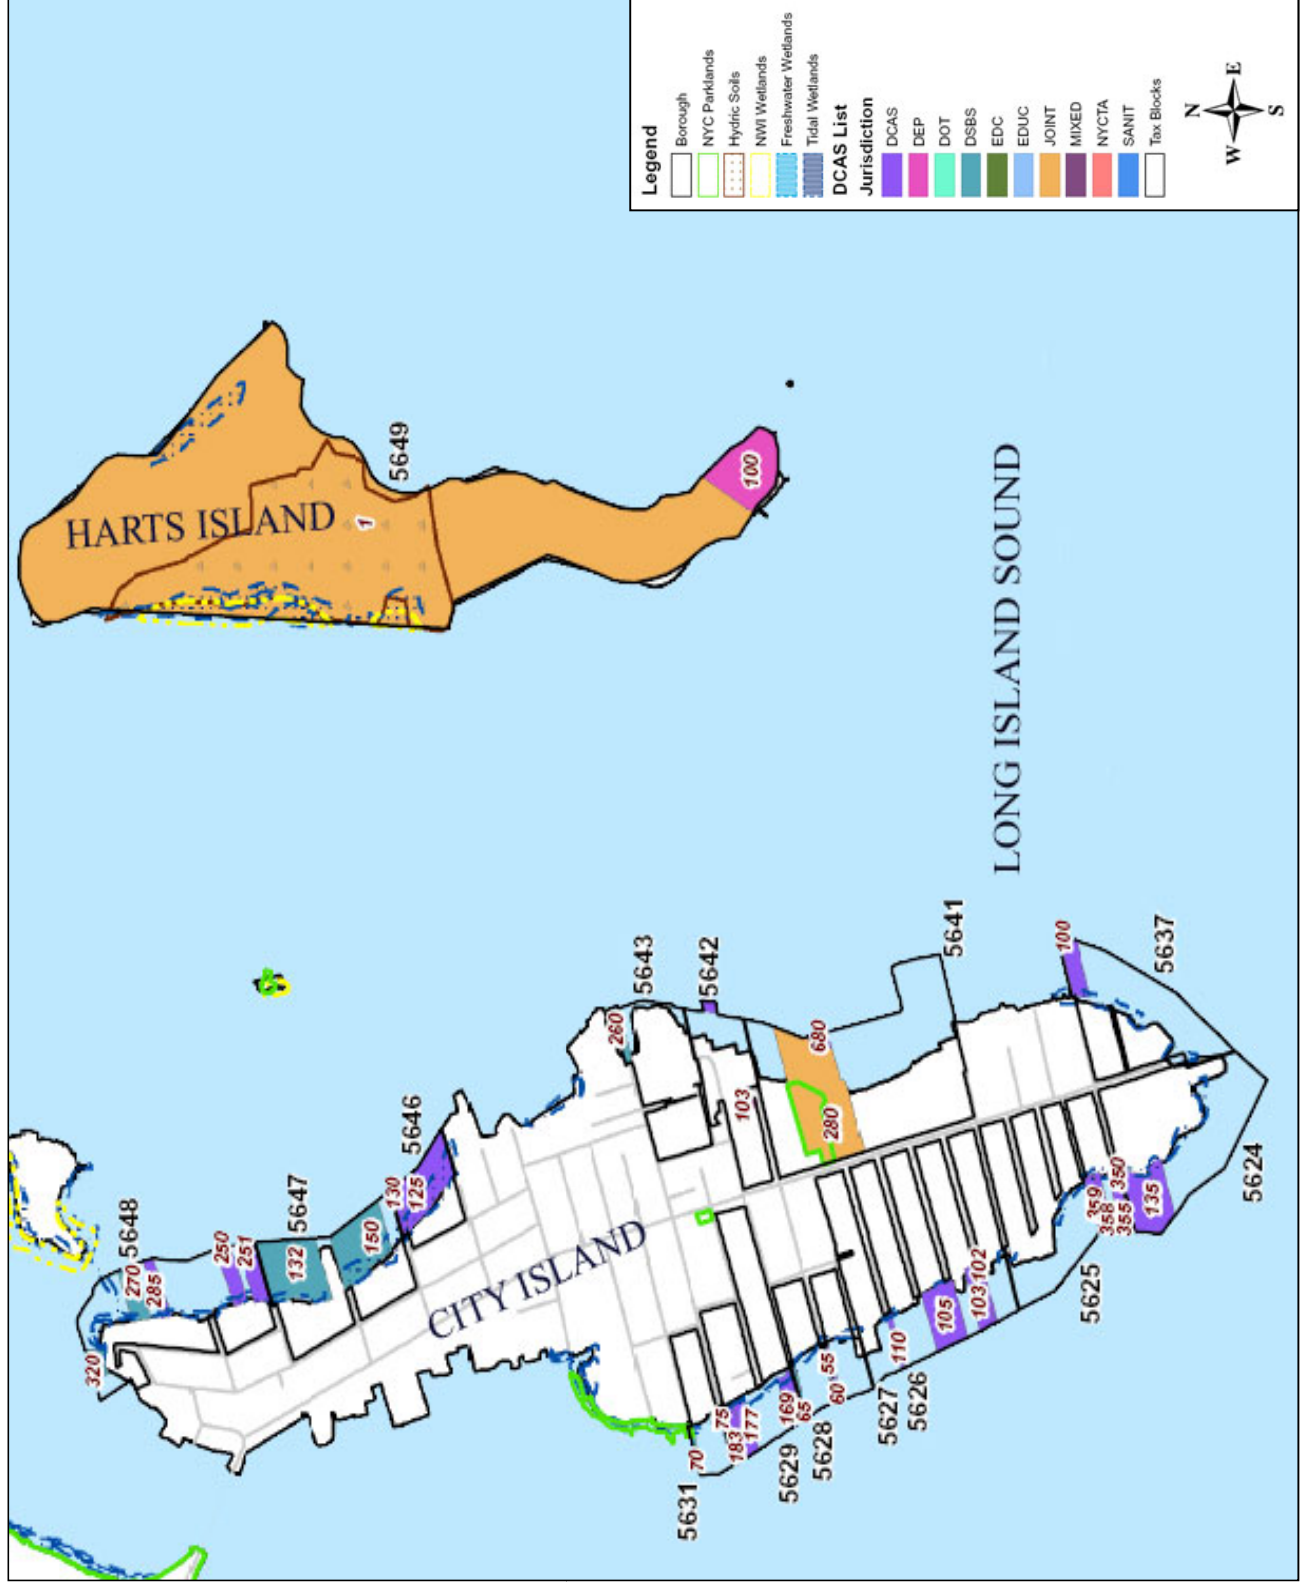 HARTS ISLAND
1
5649
100
LONG ISLAND SOUND
CITY ISLAND
5648
320
270
285
250
251
5647
132
150
5646
130
125
5643
260
5642
103
5641
680
280
100
5637
5624
135
350
359
358
355
5625
102
103
105
110
5626
5627
55
60
5628
169
65
5629
75
183
177
70
5631
Legend
Borough
NYC Parklands
Hydric Soils
NWI Wetlands
Freshwater Wetlands
Tidal Wetlands
DCAS List
Jurisdiction
DCAS
DEP
DOT
DSBS
EDC
EDUC
JOINT
MIXED
NYCTA
SANIT
Tax Blocks
N
W
E
S